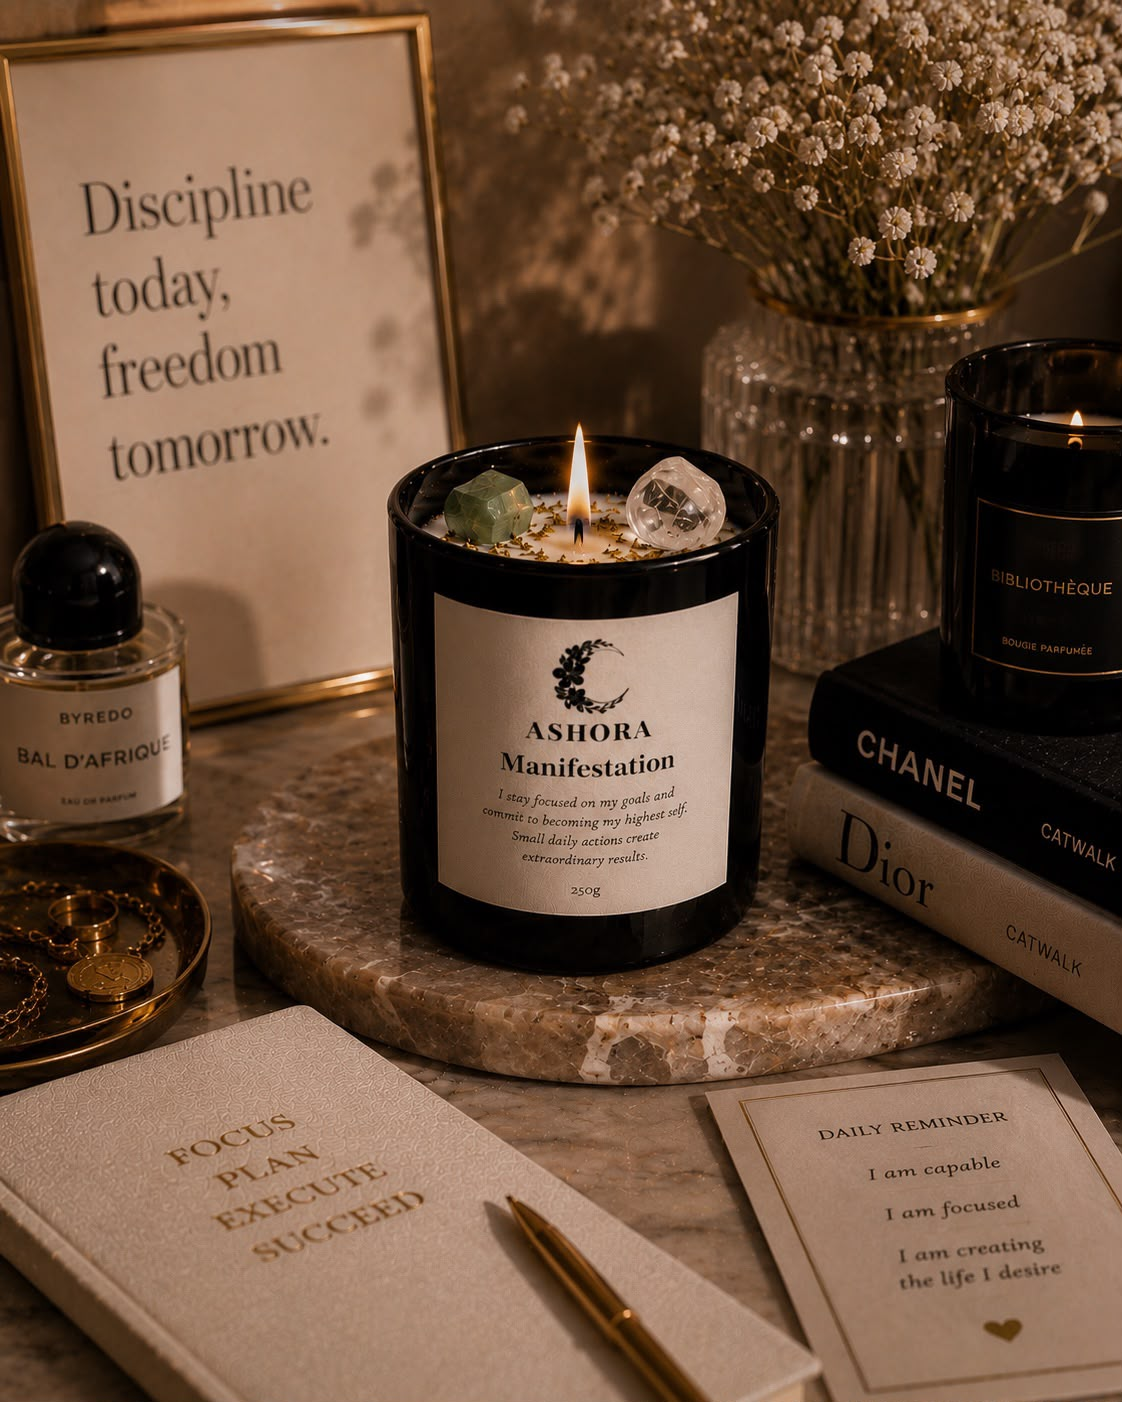 Discipline
today,
freedom
tomorrow.
BYREDO
BAL D'AFRIQUE
EAU DE PARFUM
ASHORA
Manifestation
I stay focused on my goals and
commit to becoming my highest self.
Small daily actions create
extraordinary results.
250g
BIBLIOTHÈQUE
BOUGIE PARFUMÉE
CHANEL
CATWALK
Dior
CATWALK
FOCUS
PLAN
EXECUTE
SUCCEED
DAILY REMINDER
I am capable
I am focused
I am creating
the life I desire